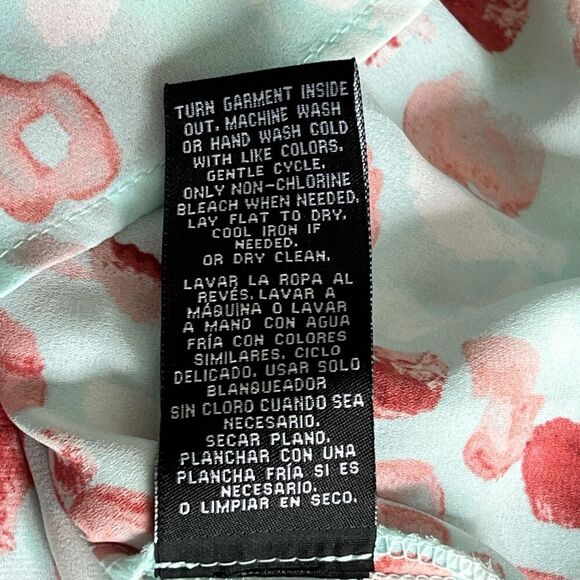 TURN GARMENT INSIDE
OUT. MACHINE WASH
OR HAND WASH COLD
WITH LIKE COLORS.
GENTLE CYCLE.
ONLY NON-CHLORINE
BLEACH WHEN NEEDED.
LAY FLAT TO DRY.
COOL IRON IF
NEEDED.
OR DRY CLEAN.
LAVAR LA ROPA AL
REVÉS. LAVAR A
MÁQUINA O LAVAR
A MANO CON AGUA
FRÍA CON COLORES
SIMILARES. CICLO
DELICADO. USAR SOLO
BLANQUEADOR
SIN CLORO CUANDO SEA
NECESARIO.
SECAR PLANO.
PLANCHAR CON UNA
PLANCHA FRÍA SI ES
NECESARIO.
O LIMPIAR EN SECO.